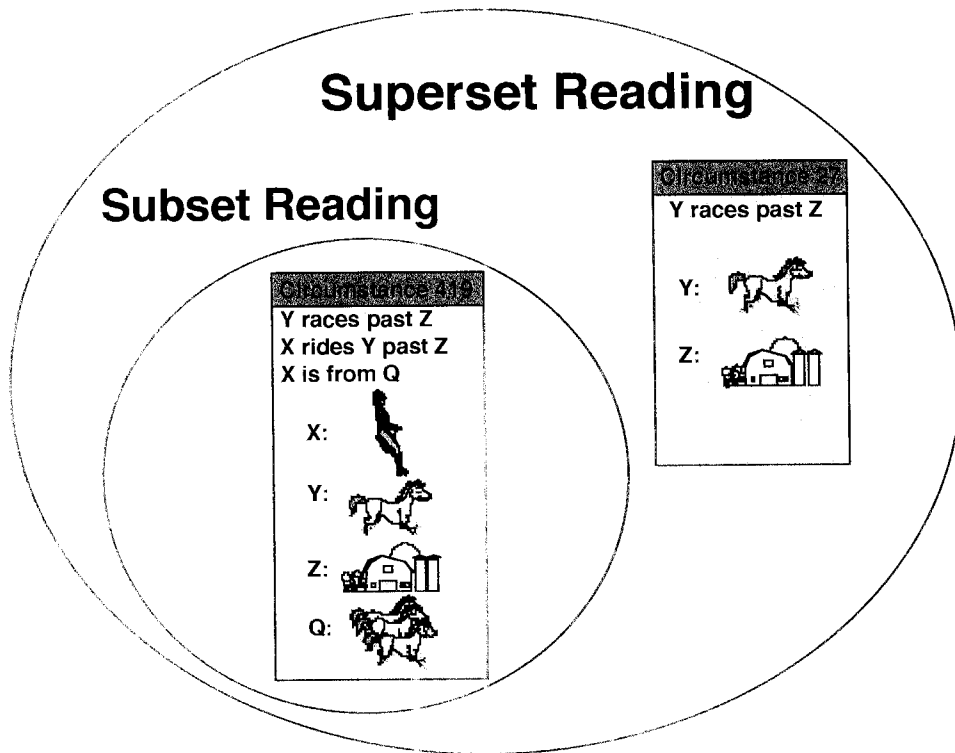 Superset Reading
Subset Reading
Circumstance 27
Y races past Z
Y:
Z:
Circumstance 419
Y races past Z
X rides Y past Z
X is from Q
X:
Y:
Z:
Q: